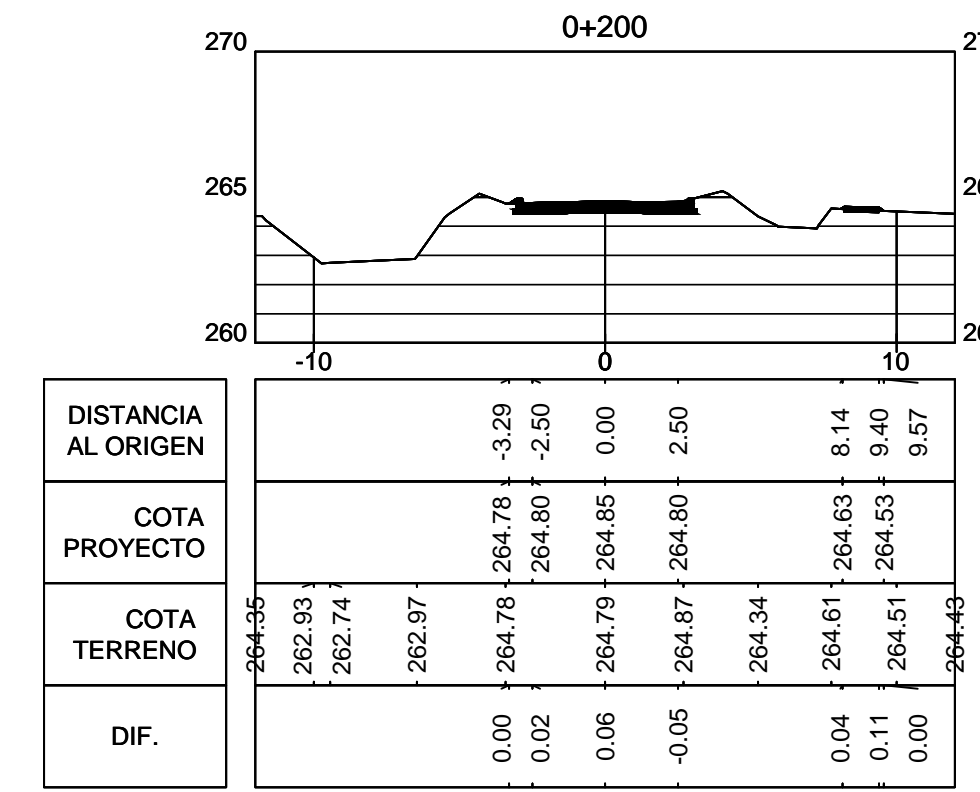 0+200
270
265
260
-10 0 10
DISTANCIA
AL ORIGEN
-3.29 -2.50 0.00 2.50 8.14 9.40 9.57
COTA
PROYECTO
264.78 264.80 264.85 264.80 264.63 264.53
COTA
TERRENO
264.35 262.93 262.74 262.97 264.78 264.79 264.87 264.34 264.61 264.51 264.43
DIF.
0.00 0.02 0.06 -0.05 0.04 0.11 0.00